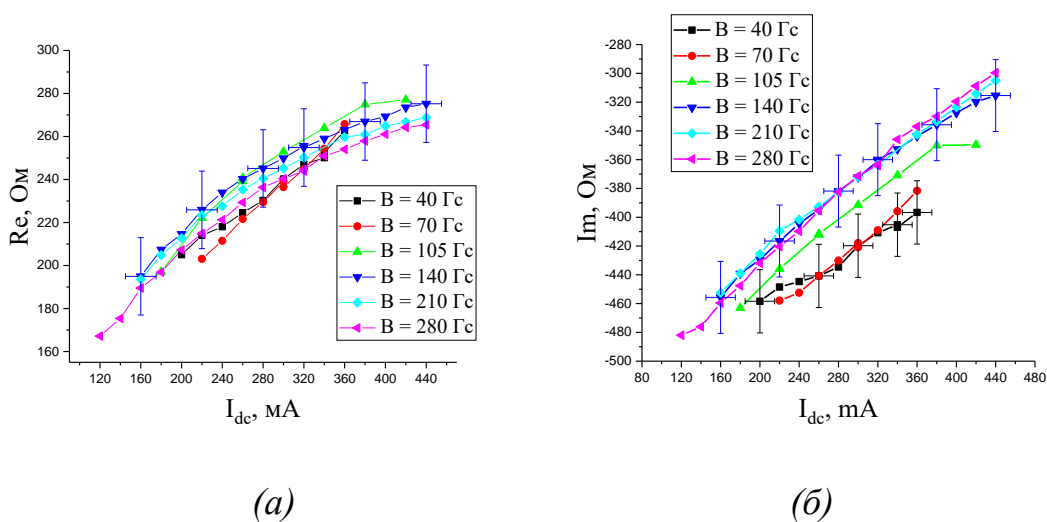 300
280
260
240
220
200
180
160
120 160 200 240 280 320 360 400 440
Re, Ом
I_dc, мА
B = 40 Гс
B = 70 Гс
B = 105 Гс
B = 140 Гс
B = 210 Гс
B = 280 Гс
(а)
B = 40 Гс
B = 70 Гс
B = 105 Гс
B = 140 Гс
B = 210 Гс
B = 280 Гс
-280
-300
-320
-340
-360
-380
-400
-420
-440
-460
-480
-500
80 120 160 200 240 280 320 360 400 440 480
Im, Ом
I_dc, mA
(б)